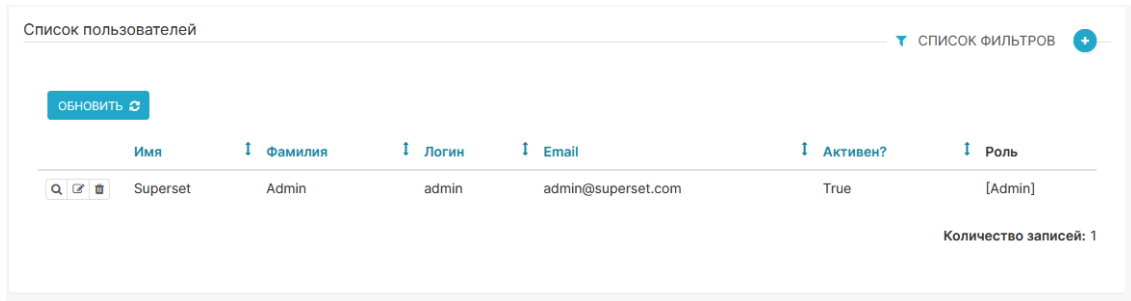 Список пользователей
СПИСОК ФИЛЬТРОВ
ОБНОВИТЬ
Имя Фамилия Логин Email Активен? Роль
Superset Admin admin admin@superset.com True [Admin]
Количество записей: 1